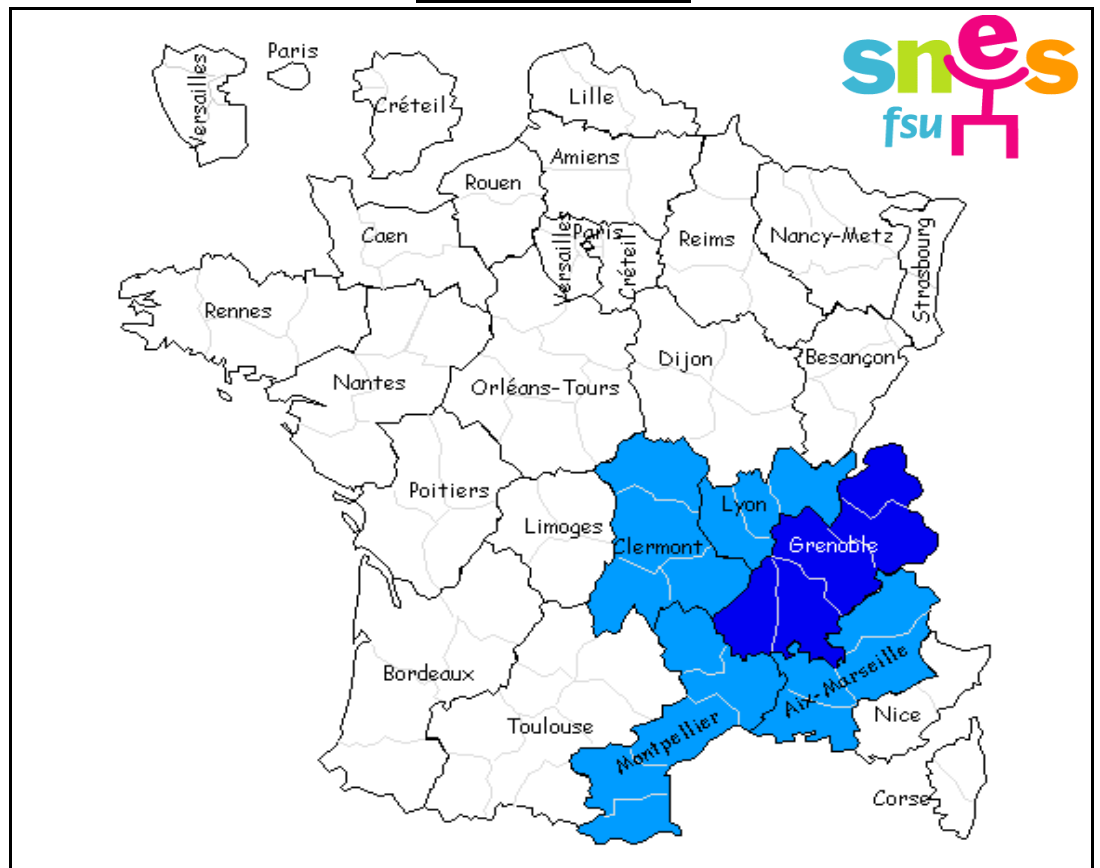 Paris
Versailles
Créteil
snes
fsu
Lille
Amiens
Rouen
Caen
Versailles
Paris
Créteil
Reims
Nancy-Metz
Strasbourg
Rennes
Nantes
Orléans-Tours
Dijon
Besançon
Poitiers
Limoges
Clermont
Lyon
Grenoble
Bordeaux
Toulouse
Montpellier
Aix-Marseille
Nice
Corse